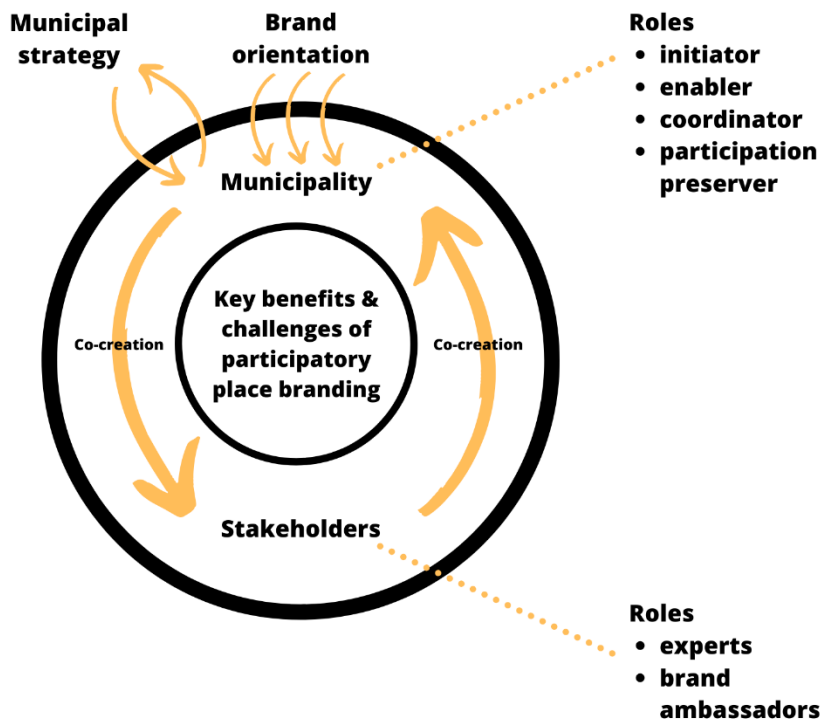 Municipal
strategy
Brand
orientation
Roles
• initiator
• enabler
• coordinator
• participation
preserver
Municipality
Key benefits &
challenges of
participatory
place branding
Co-creation
Co-creation
Stakeholders
Roles
• experts
• brand
ambassadors